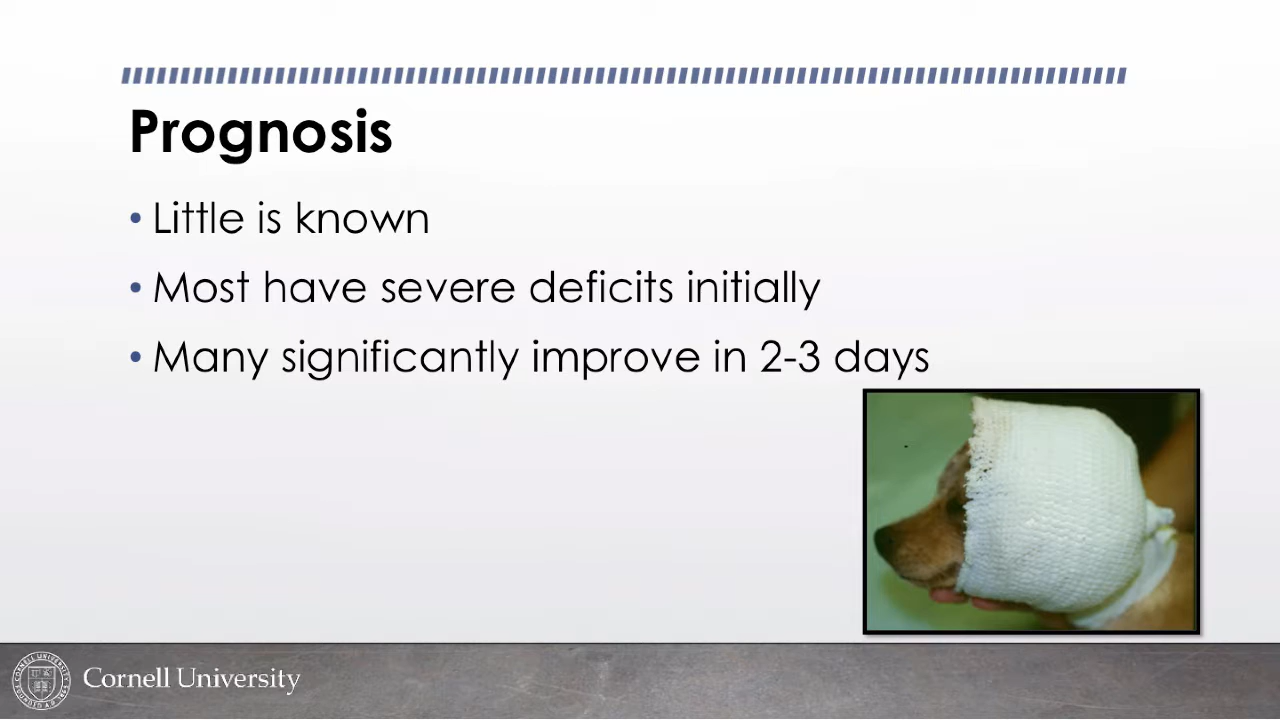 Prognosis
• Little is known
• Most have severe deficits initially
• Many significantly improve in 2-3 days
Cornell University